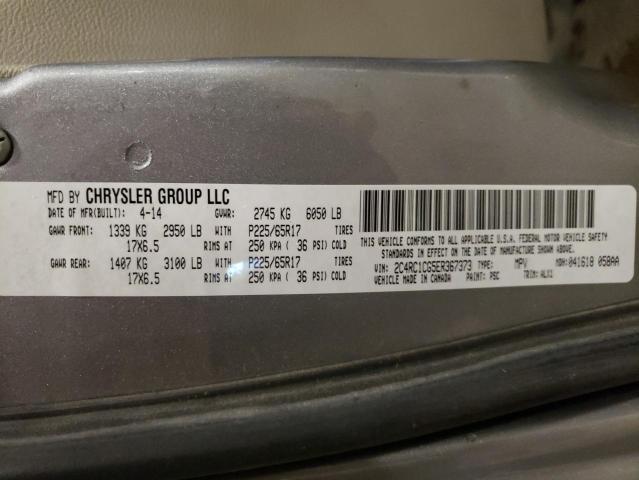 MFD BY CHRYSLER GROUP LLC
DATE OF MFR(BUILT): 4-14 GVWR: 2745 KG 6050 LB
GAWR FRONT: 1339 KG 2950 LB WITH P225/65R17 TIRES
17X6.5 RIMS AT 250 KPA ( 36 PSI) COLD
GAWR REAR: 1407 KG 3100 LB WITH P225/65R17 TIRES
17X6.5 RIMS AT 250 KPA ( 36 PSI) COLD
THIS VEHICLE CONFORMS TO ALL APPLICABLE U.S.A. FEDERAL MOTOR VEHICLE SAFETY
STANDARDS IN EFFECT ON THE DATE OF MANUFACTURE SHOWN ABOVE.
VIN: 2C4RC1CG5ER367373 TYPE: MPV MDH: 041618 058AA
VEHICLE MADE IN CANADA PAINT: PSC TRIM: ALX1